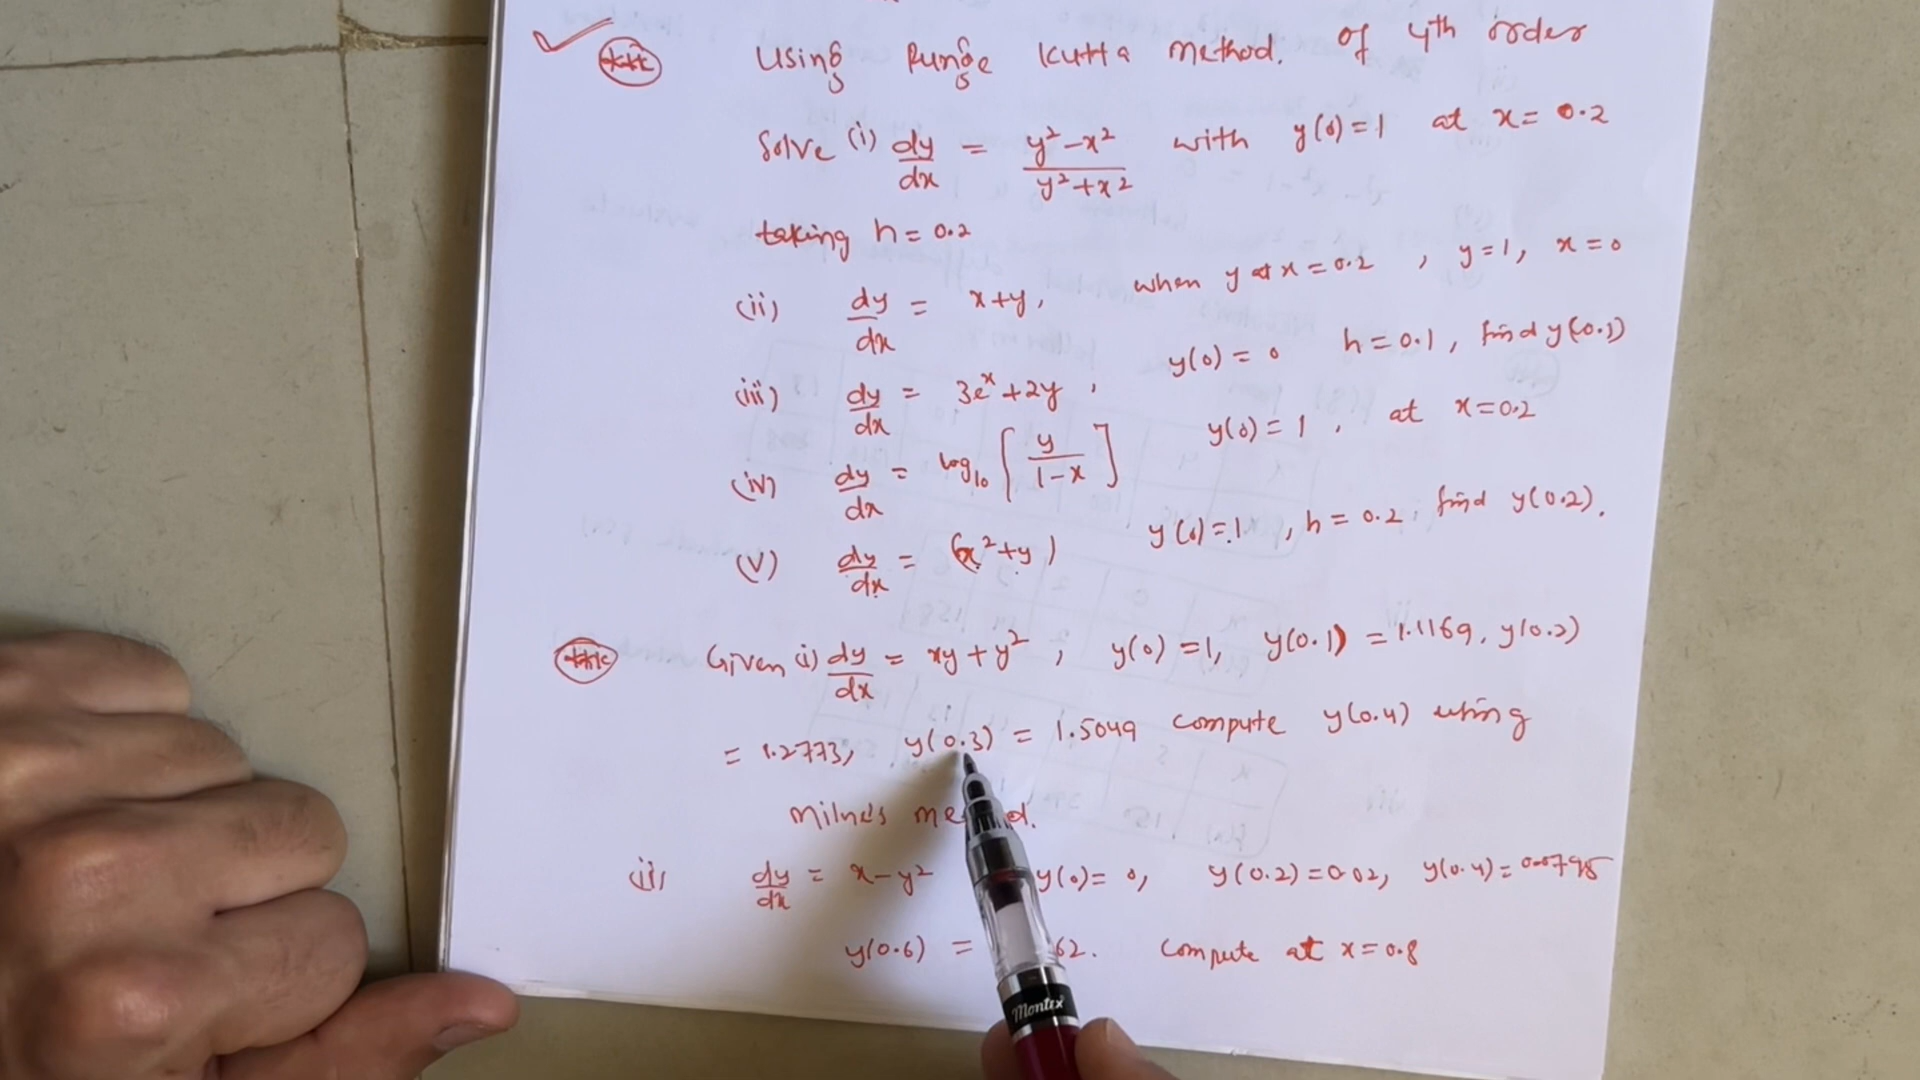 Using Runge Kutta Method. of 4th order
Solve (i) dy/dx = y²-x²/y²+x² with y(0)=1 at x= 0.2
taking h=0.2
(ii) dy/dx = x+y, when y at x=0.2 , y=1, x=0
(iii) dy/dx = 3e^x+2y , y(0)=0 h=0.1, find y(0.1)
(iv) dy/dx = log₁₀[y/1-x] y(0)=1 , at x=0.2
(v) dy/dx = (x²+y) y(0)=1 , h=0.2, find y(0.2).
Given (i) dy/dx = xy+y² ; y(0)=1, y(0.1) = 1.1169, y(0.2)
= 1.2773, y(0.3) = 1.5049 compute y(0.4) using
Milne's
(ii) dy/dx = x-y² y(0)= 0, y(0.2)=0.02, y(0.4)=
y(0.6) = 62. compute at x=0.8
Montex